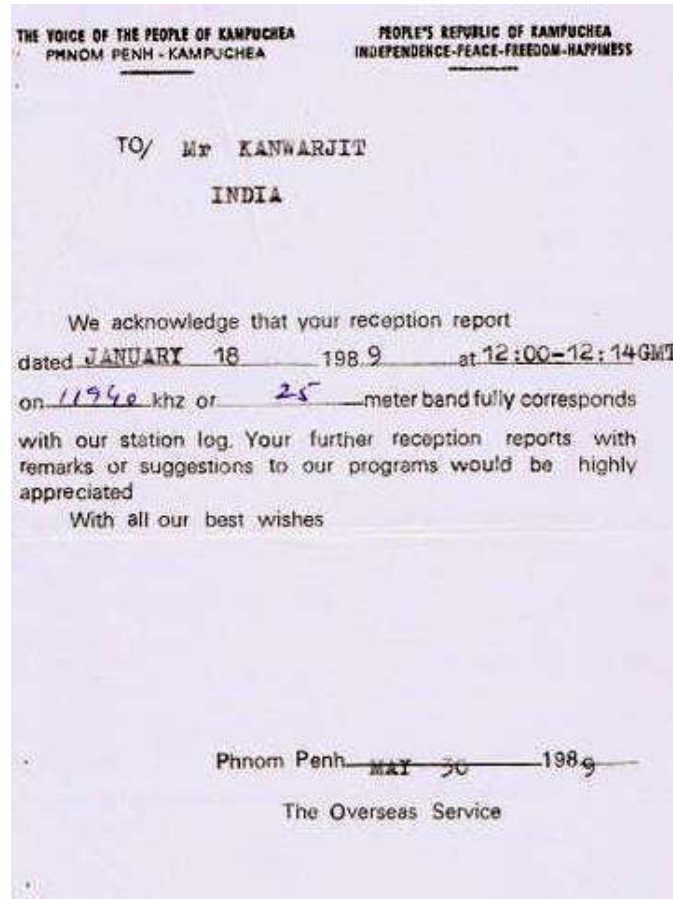 THE VOICE OF THE PEOPLE OF KAMPUCHEA
PHNOM PENH - KAMPUCHEA
PEOPLE'S REPUBLIC OF KAMPUCHEA
INDEPENDENCE-PEACE-FREEDOM-HAPPINESS
TO/ Mr KANWARJIT
INDIA
We acknowledge that your reception report
dated JANUARY 18 1989 at 12:00-12:14GMT
on 11940 khz or 25 meter band fully corresponds
with our station log. Your further reception reports with
remarks or suggestions to our programs would be highly
appreciated
With all our best wishes
Phnom Penh MAY 30 1989
The Overseas Service